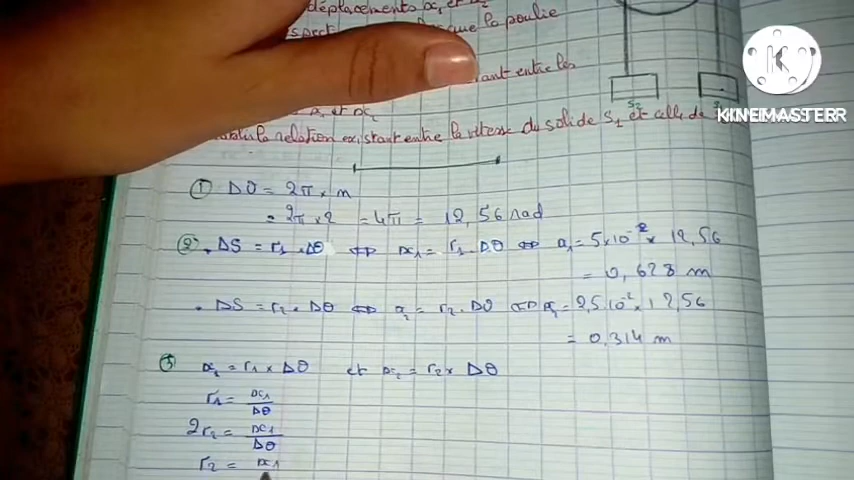 déplacements x₁ et x₂
que la poulie
ant entre les
x₁ et x₂
la relation existant entre la vitesse du solide S₁ et celle de
S₂
KINEMASTER
① Δθ = 2π × n
= 2π × 2 = 4π = 12,56 rad
② . ΔS = r₁ . Δθ ⇔ x₁ = r₁ . Δθ ⇔ x₁ = 5×10⁻² × 12,56
= 0,628 m
. ΔS = r₂ . Δθ ⇔ x₂ = r₂ . Δθ ⇔ x₂ = 2,5.10⁻² × 12,56
= 0,314 m
③ x₁ = r₁ × Δθ et x₂ = r₂ × Δθ
r₁ = x₁/Δθ
2r₂ = x₁/Δθ
r₂ = x₁